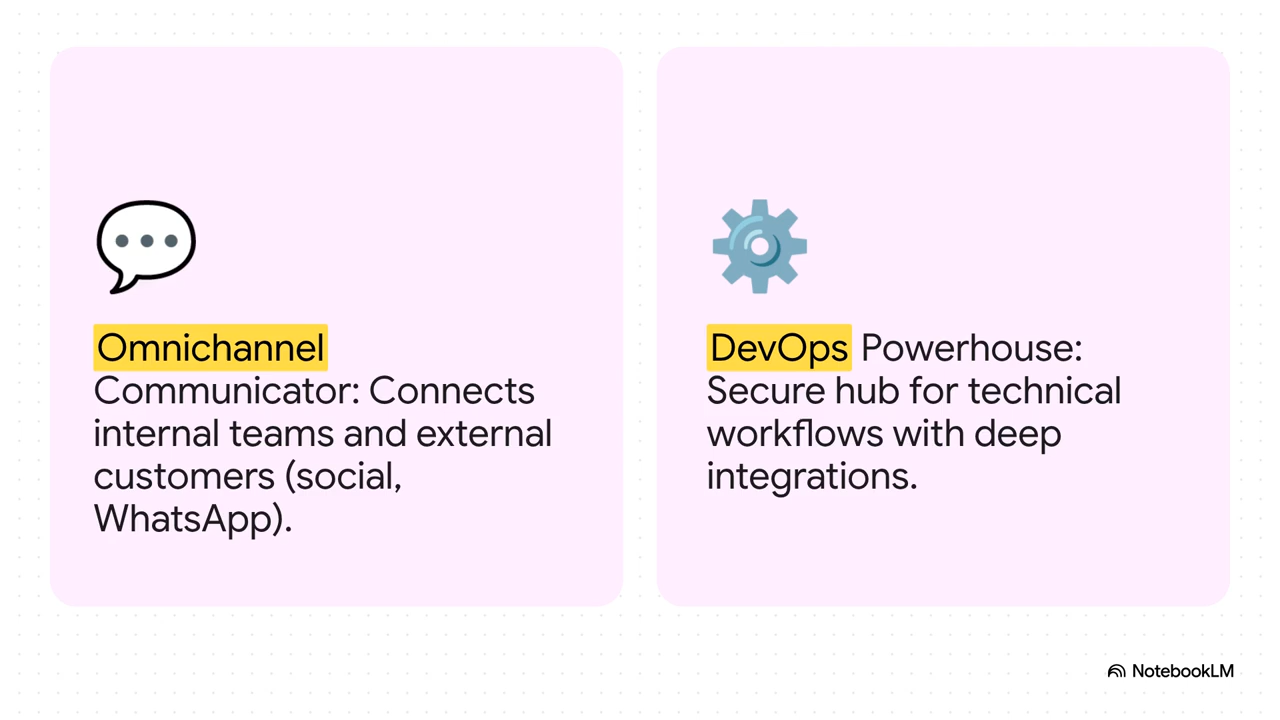 Omnichannel
Communicator: Connects
internal teams and external
customers (social,
WhatsApp).
DevOps Powerhouse:
Secure hub for technical
workflows with deep
integrations.
NotebookLM